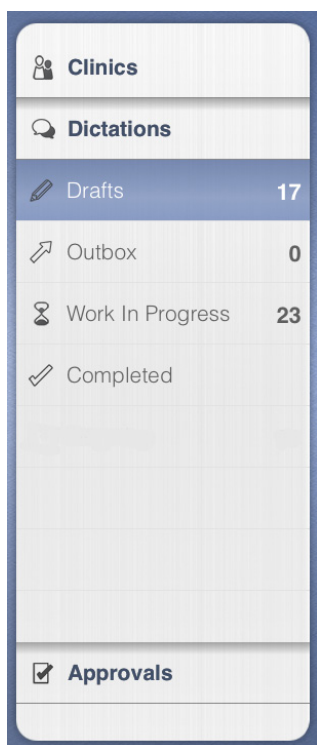 Clinics
Dictations
Drafts 17
Outbox 0
Work In Progress 23
Completed
Approvals